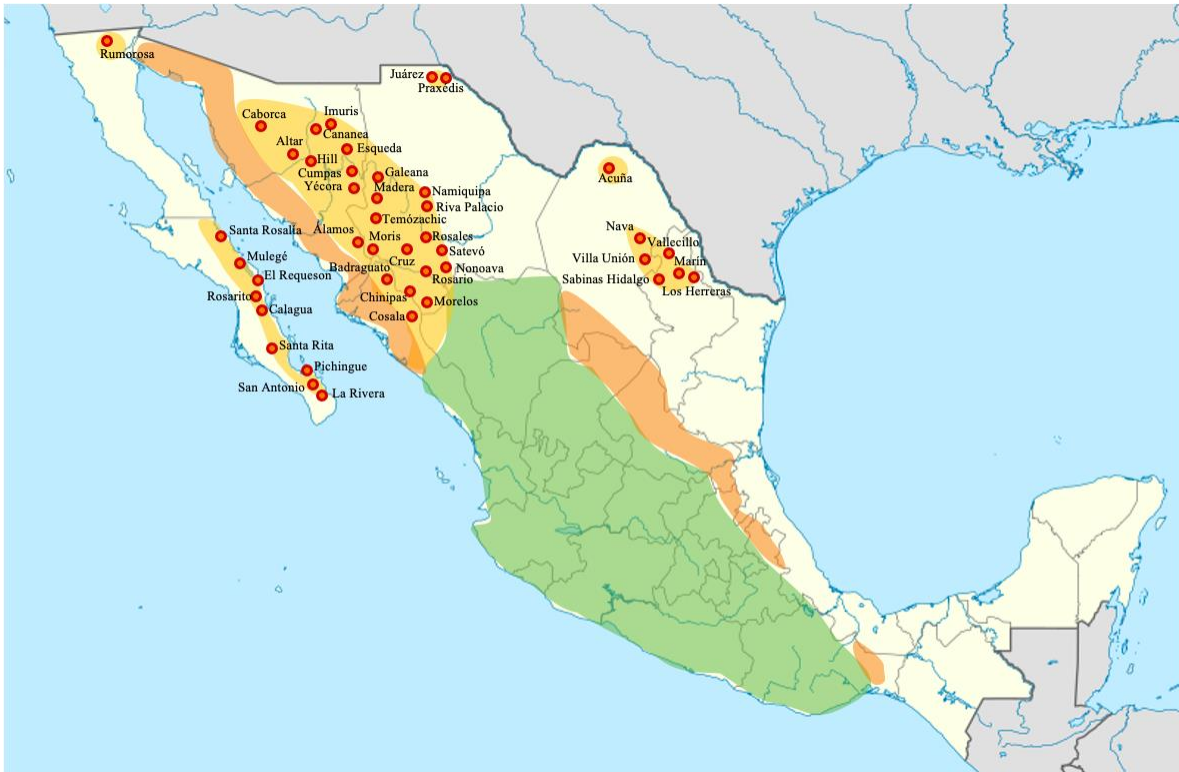 Rumorosa
Juárez
Praxédis
Caborca
Imuris
Cananea
Altar
Esqueda
Hill
Cumpas
Galeana
Yécora
Madera
Namiquipa
Riva Palacio
Temózachic
Álamos
Moris
Rosales
Cruz
Satevó
Badraguato
Nonoava
Rosario
Chinipas
Morelos
Cosala
Acuña
Nava
Vallecillo
Villa Unión
Marín
Sabinas Hidalgo
Los Herreras
Santa Rosalía
Mulegé
El Requeson
Rosarito
Calagua
Santa Rita
Pichingue
San Antonio
La Rivera